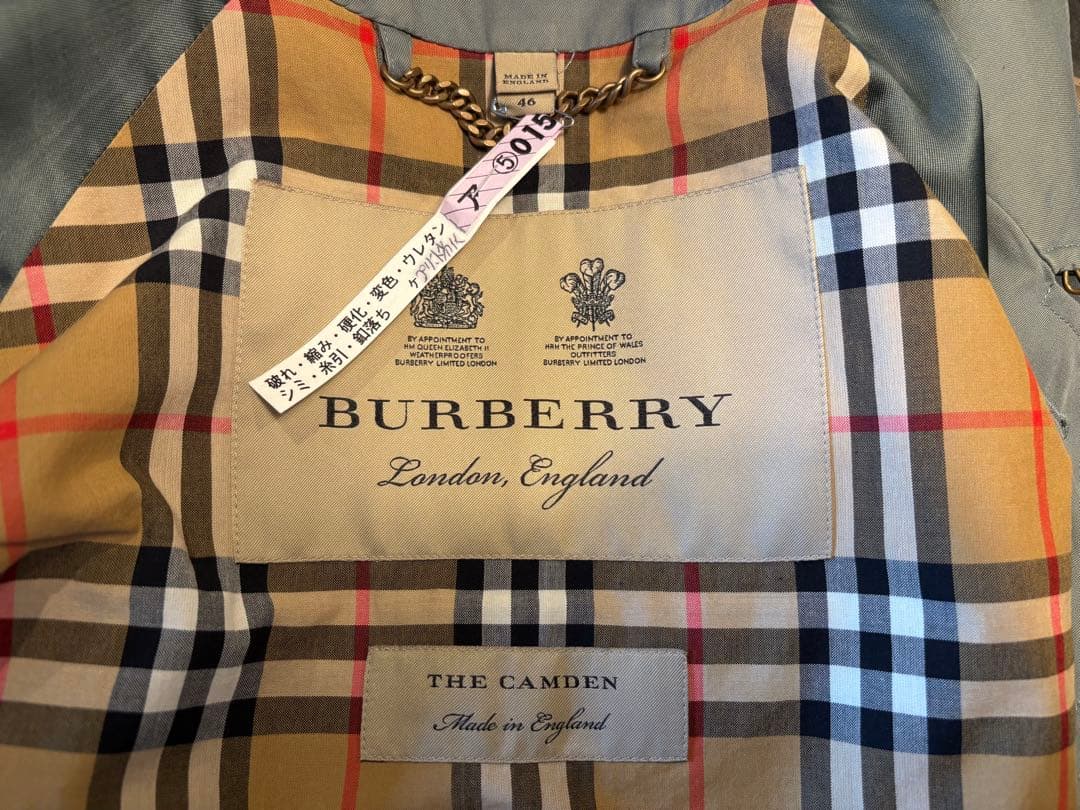 MADE IN
ENGLAND
46
ア ⑤ 015
破れ・縮み・硬化・変色・ウレタン
シミ・糸引・釦落ち
BY APPOINTMENT TO
HM QUEEN ELIZABETH II
WEATHERPROOFERS
BURBERRY LIMITED LONDON
BY APPOINTMENT TO
HRH THE PRINCE OF WALES
OUTFITTERS
BURBERRY LIMITED LONDON
BURBERRY
London, England
THE CAMDEN
Made in England